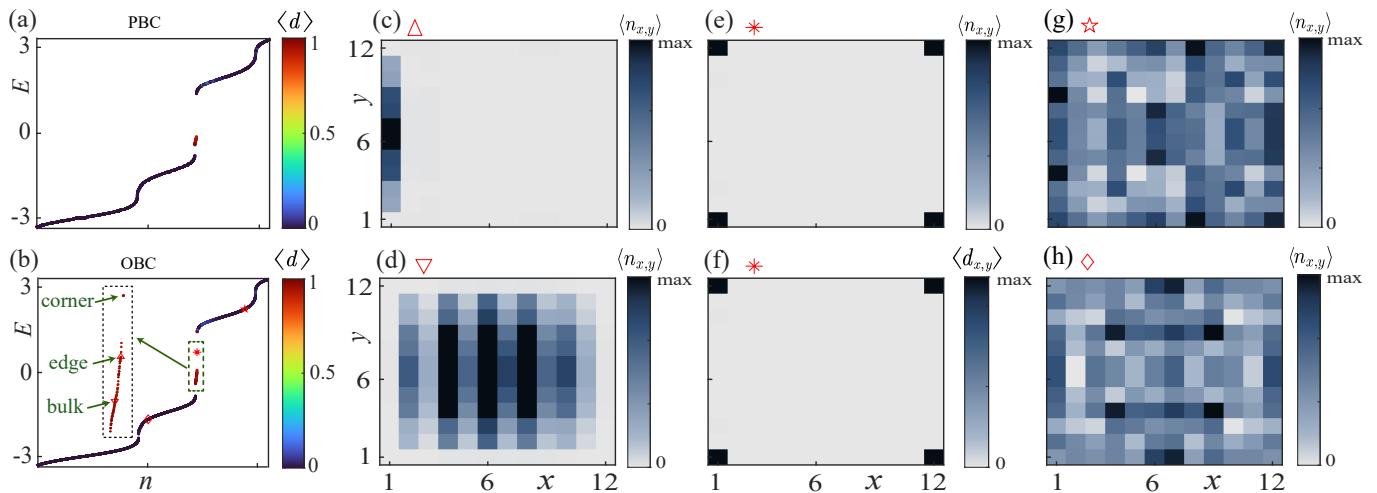 (a) PBC ⟨d⟩
3
0
-3
E
1
0.5
0
(b) OBC ⟨d⟩
3
0
-3
E
corner
edge
bulk
n
1
0.5
0
(c) ⟨n_{x,y}⟩
12
y
6
1
max
0
(d) ⟨n_{x,y}⟩
12
y
6
1
1 6 x 12
max
0
(e) ⟨n_{x,y}⟩
max
0
(f) ⟨d_{x,y}⟩
1 6 x 12
max
0
(g) ⟨n_{x,y}⟩
max
0
(h) ⟨n_{x,y}⟩
1 6 x 12
max
0